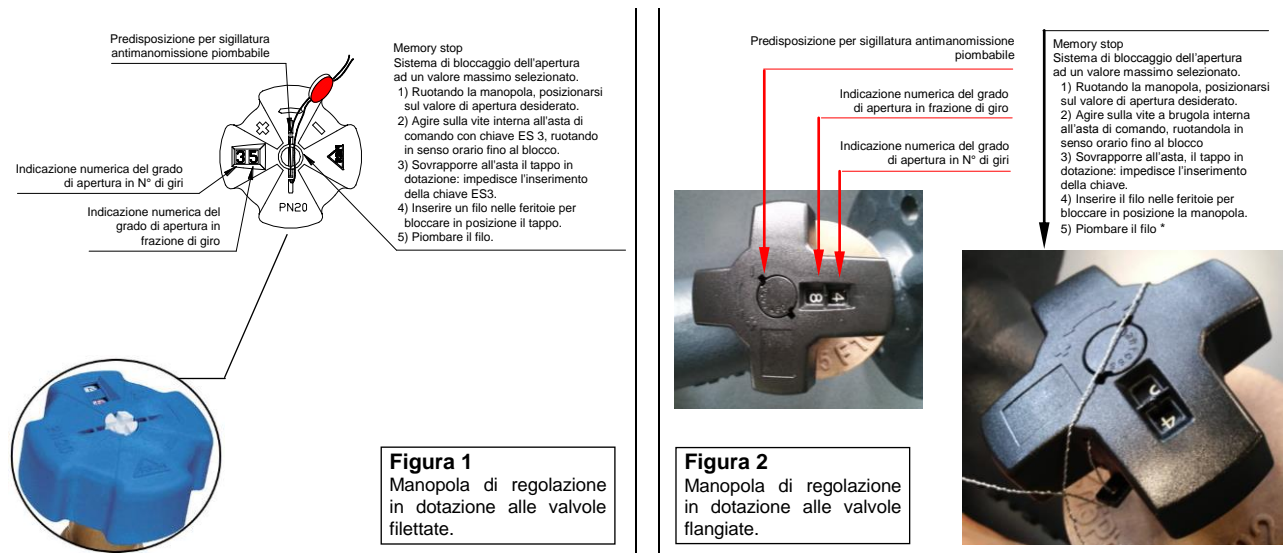 Predisposizione per sigillatura
antimanomissione piombabile
Memory stop
Sistema di bloccaggio dell'apertura
ad un valore massimo selezionato.
1) Ruotando la manopola, posizionarsi
sul valore di apertura desiderato.
2) Agire sulla vite interna all'asta di
comando con chiave ES 3, ruotando
in senso orario fino al blocco.
3) Sovrapporre all'asta il tappo in
dotazione: impedisce l'inserimento
della chiave ES3.
4) Inserire un filo nelle feritoie per
bloccare in posizione il tappo.
5) Piombare il filo.
Indicazione numerica del grado
di apertura in N° di giri
Indicazione numerica del
grado di apertura in
frazione di giro
+
−
35
PN20
Figura 1
Manopola di regolazione
in dotazione alle valvole
filettate.
Predisposizione per sigillatura antimanomissione
piombabile
Indicazione numerica del grado
di apertura in frazione di giro
Indicazione numerica del grado
di apertura in N° di giri
8 4
Memory stop
Sistema di bloccaggio dell'apertura
ad un valore massimo selezionato.
1) Ruotando la manopola, posizionarsi
sul valore di apertura desiderato.
2) Agire sulla vite a brugola interna
all'asta di comando, ruotandola in
senso orario fino al blocco
3) Sovrapporre all'asta, il tappo in
dotazione: impedisce l'inserimento
della chiave.
4) Inserire il filo nelle feritoie per
bloccare in posizione la manopola.
5) Piombare il filo *
4
Figura 2
Manopola di regolazione
in dotazione alle valvole
flangiate.